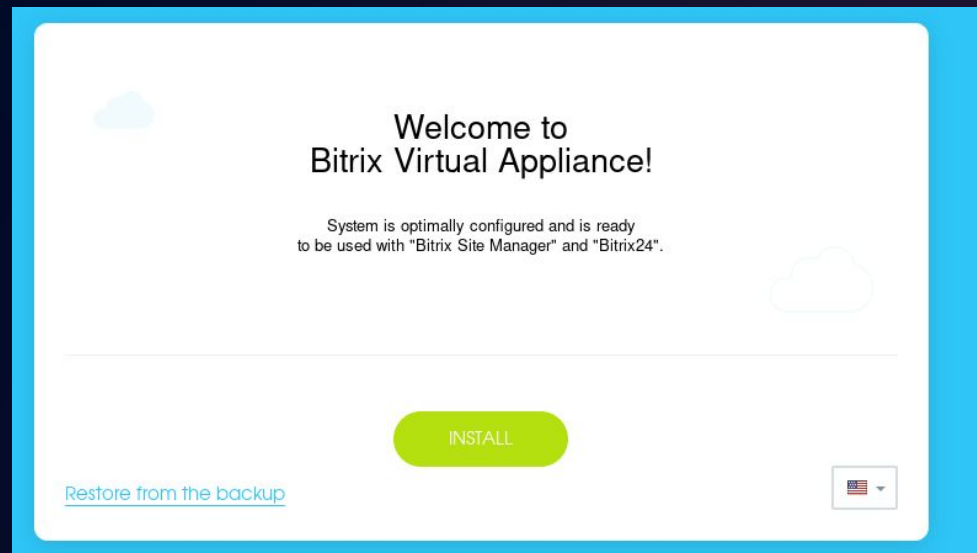 Welcome to
Bitrix Virtual Appliance!
System is optimally configured and is ready
to be used with "Bitrix Site Manager" and "Bitrix24".
INSTALL
Restore from the backup